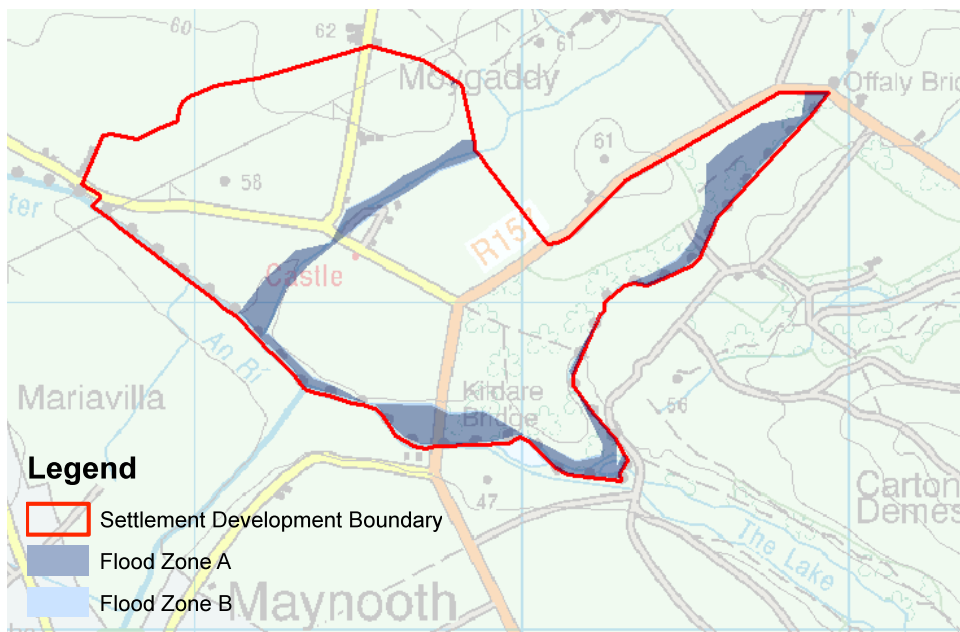 60
62
61
Moygaddy
Offaly Bri
61
58
ter
R15
Castle
An Ri
Mariavilla
Kildare
Bridge
56
47
Carton
Demes
The Lake
Maynooth
Legend
Settlement Development Boundary
Flood Zone A
Flood Zone B